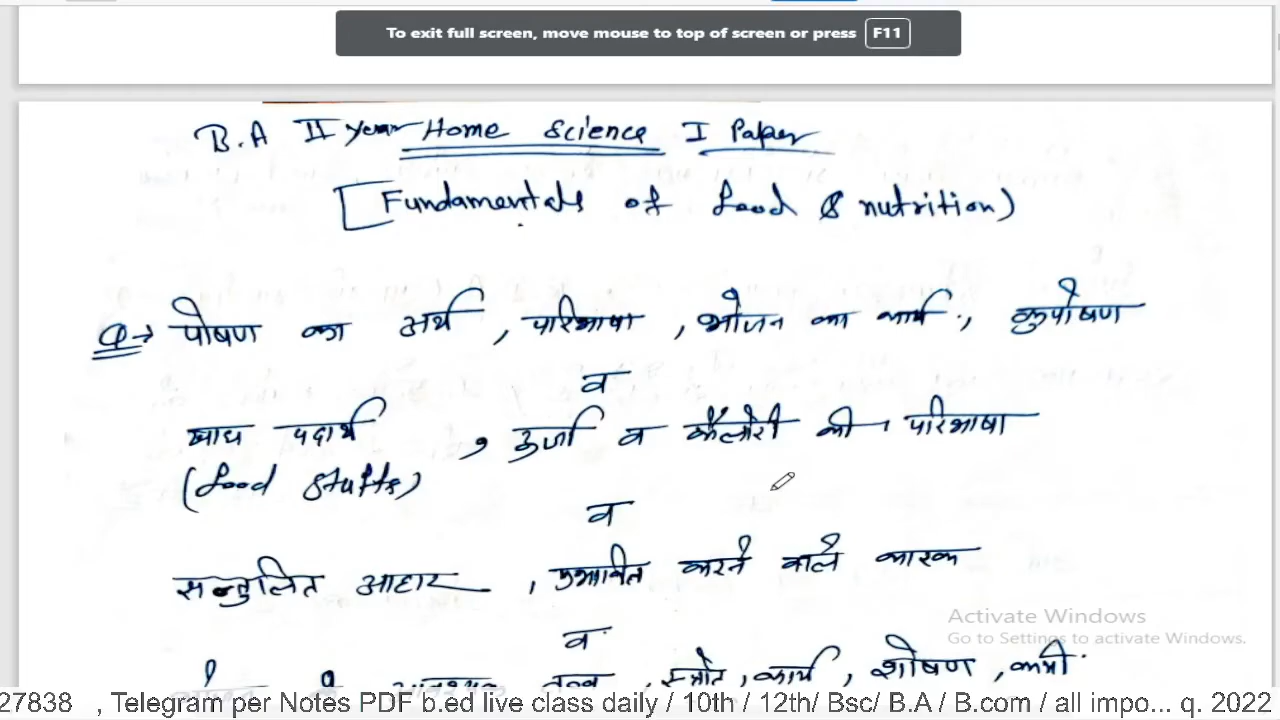 To exit full screen, move mouse to top of screen or press F11
B.A II year Home Science I Paper
[Fundamentals of food & nutrition)
Q→ पोषण का अर्थ , परिभाषा , भोजन का कार्य , कुपोषण
व
खाद्य पदार्थ , ऊर्जा व कैलोरी की परिभाषा
(food stuffs)
व
सन्तुलित आहार , प्रभावित करने वाले कारक
व
तत्व , स्त्रोत , कार्य , शोषण , कमी
Activate Windows
Go to Settings to activate Windows.
27838 , Telegram per Notes PDF b.ed live class daily / 10th / 12th/ Bsc/ B.A / B.com / all impo... q. 2022